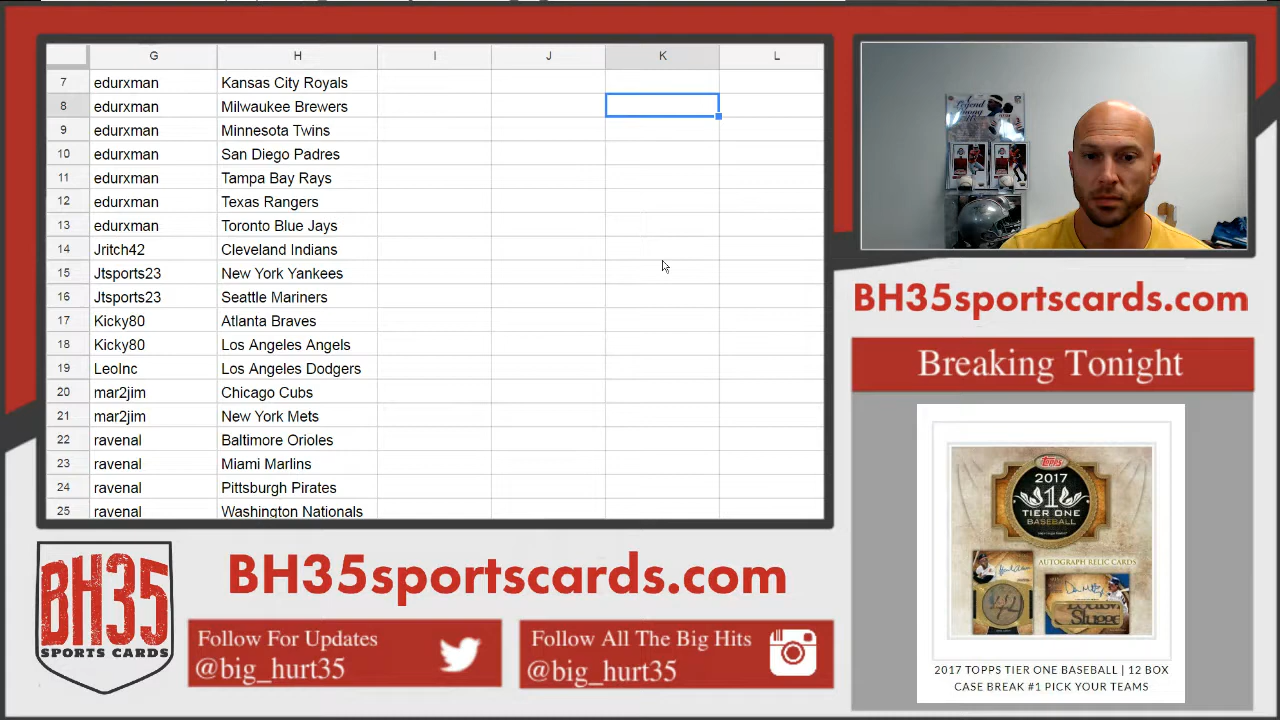 G H I J K L
7 edurxman Kansas City Royals
8 edurxman Milwaukee Brewers
9 edurxman Minnesota Twins
10 edurxman San Diego Padres
11 edurxman Tampa Bay Rays
12 edurxman Texas Rangers
13 edurxman Toronto Blue Jays
14 Jritch42 Cleveland Indians
15 Jtsports23 New York Yankees
16 Jtsports23 Seattle Mariners
17 Kicky80 Atlanta Braves
18 Kicky80 Los Angeles Angels
19 LeoInc Los Angeles Dodgers
20 mar2jim Chicago Cubs
21 mar2jim New York Mets
22 ravenal Baltimore Orioles
23 ravenal Miami Marlins
24 ravenal Pittsburgh Pirates
25 ravenal Washington Nationals
BH35sportscards.com
Breaking Tonight
Topps
2017
1
TIER ONE
BASEBALL
AUTOGRAPH RELIC CARDS
2017 TOPPS TIER ONE BASEBALL | 12 BOX
CASE BREAK #1 PICK YOUR TEAMS
BH35
SPORTS CARDS
BH35sportscards.com
Follow For Updates
@big_hurt35
Follow All The Big Hits
@big_hurt35